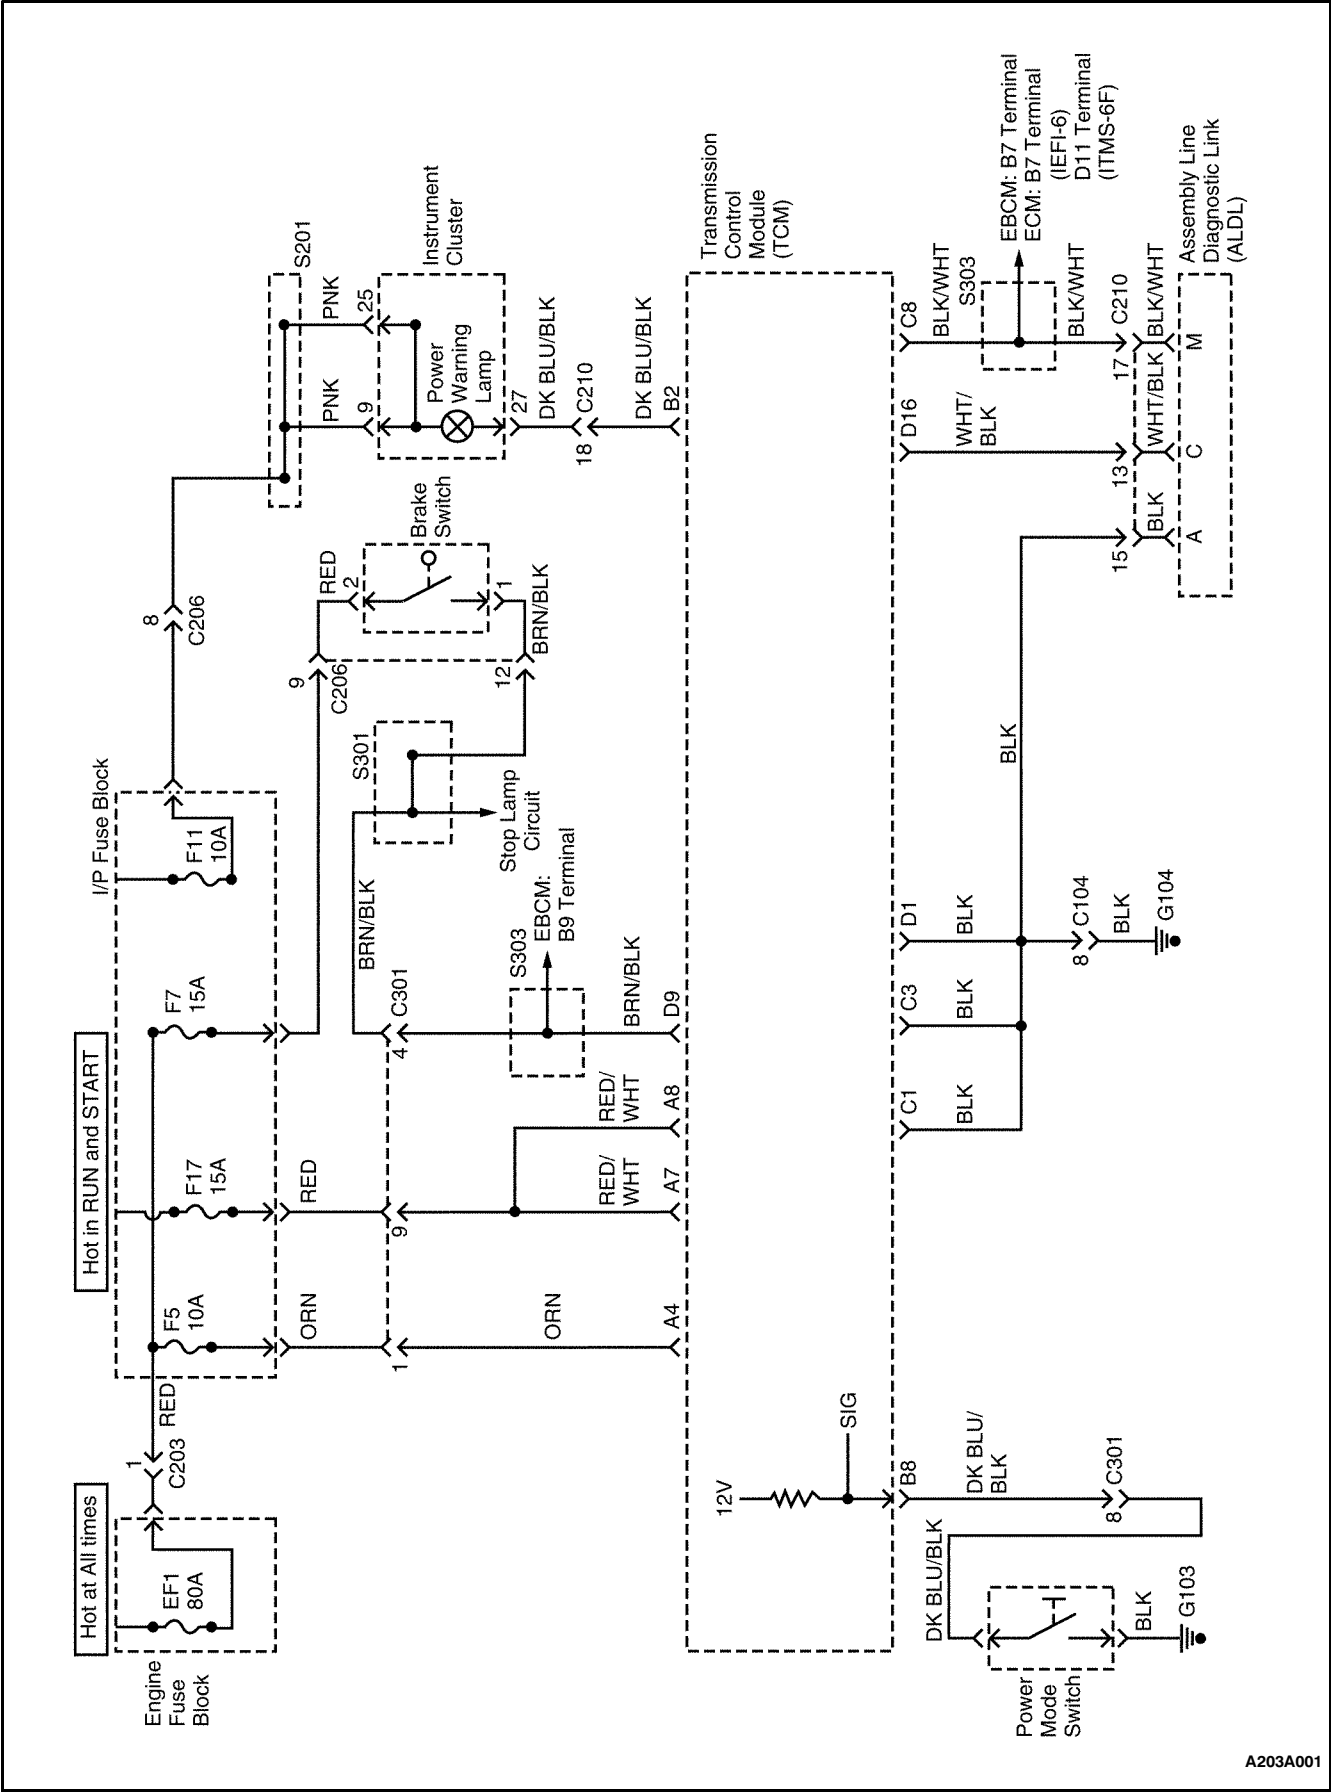 Hot at All times
Engine
Fuse
Block
EF1
80A
1
C203
RED
Hot in RUN and START
I/P Fuse Block
F5
10A
F17
15A
F7
15A
F11
10A
8
C206
S201
PNK
PNK
9
25
Instrument
Cluster
Power
Warning
Lamp
27
DK BLU/BLK
18
C210
DK BLU/BLK
B2
RED
2
Brake
Switch
1
BRN/BLK
9
C206
12
S301
Stop Lamp
Circuit
BRN/BLK
ORN
RED
1
9
4
C301
S303
EBCM:
B9 Terminal
ORN
RED/
WHT
RED/
WHT
BRN/BLK
A4
A7
A8
D9
Transmission
Control
Module
(TCM)
12V
SIG
B8
C1
C3
D1
D16
C8
DK BLU/
BLK
BLK
BLK
BLK
BLK
WHT/
BLK
BLK/WHT
S303
EBCM: B7 Terminal
ECM: B7 Terminal
(IEFI-6)
D11 Terminal
(ITMS-6F)
BLK/WHT
8
C301
DK BLU/BLK
Power
Mode
Switch
BLK
G103
8
C104
BLK
G104
15
13
17
C210
BLK
WHT/BLK
BLK/WHT
A
C
M
Assembly Line
Diagnostic Link
(ALDL)
A203A001